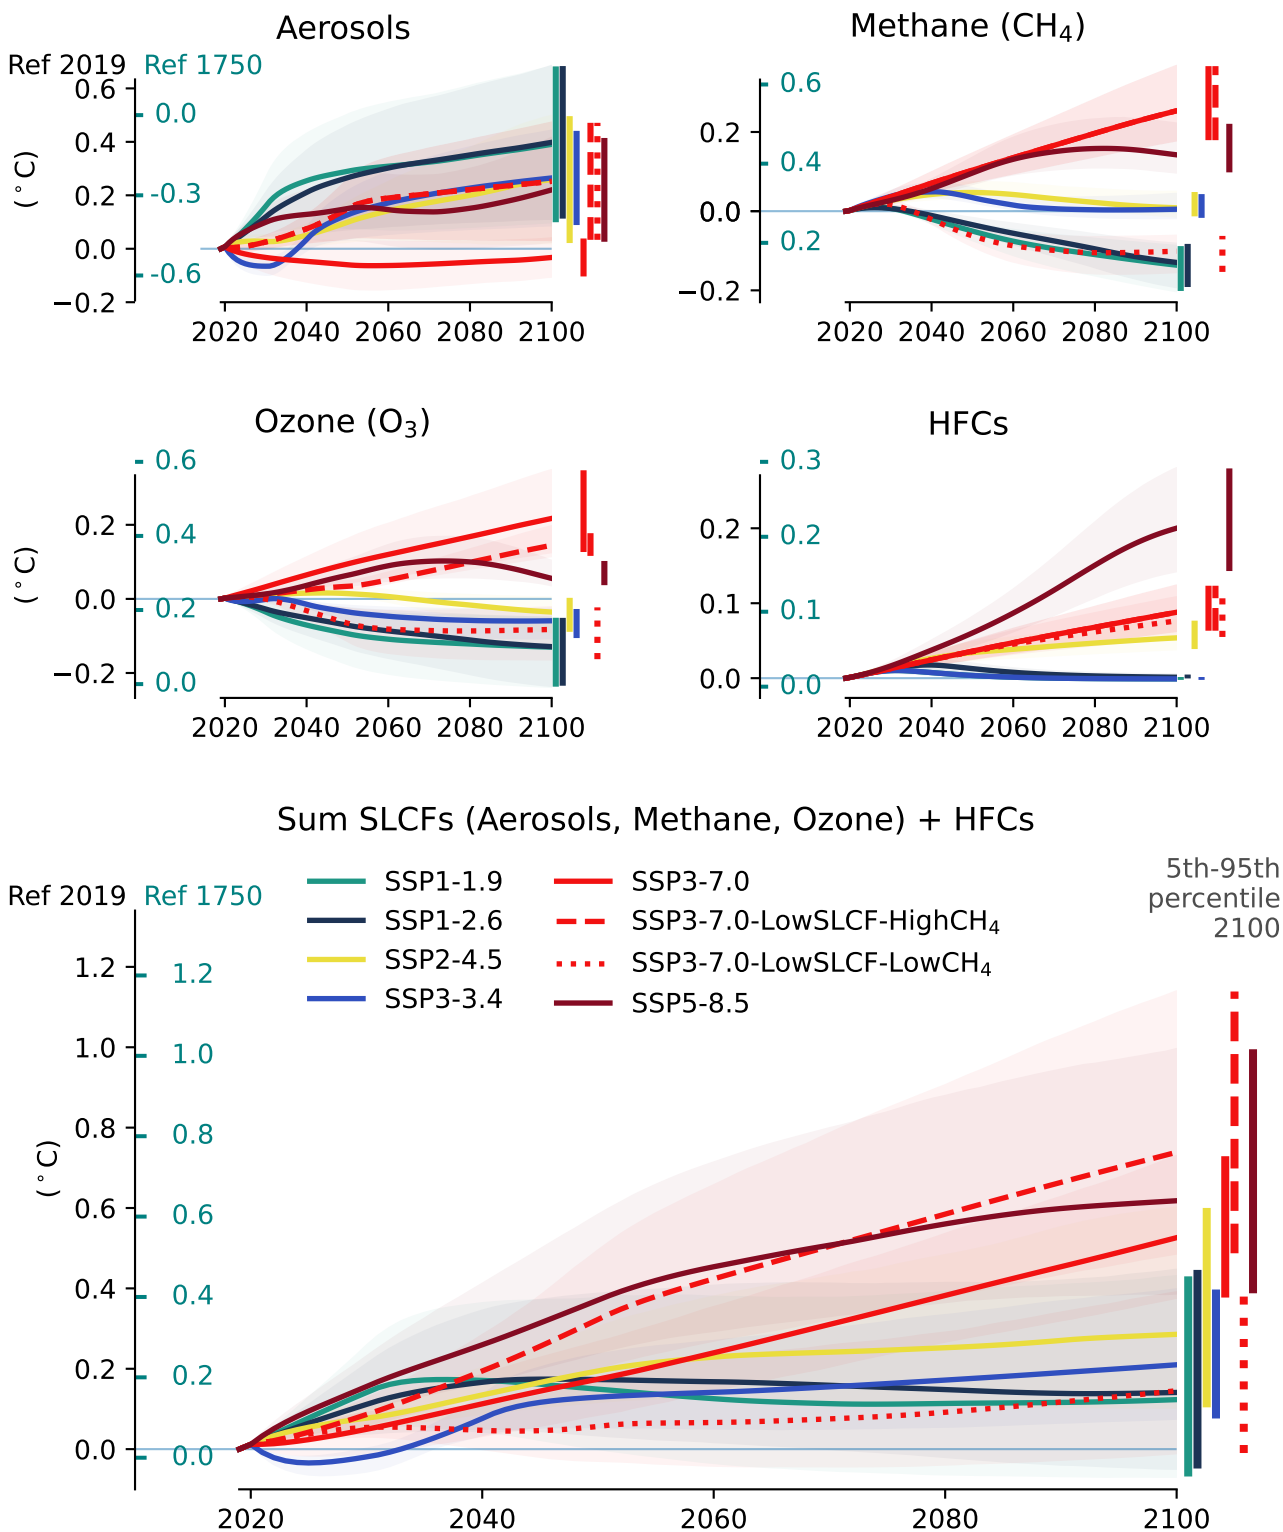 Aerosols
Methane (CH₄)
Ref 2019 Ref 1750
0.6
0.4
0.2
0.0
−0.2
0.0
-0.3
-0.6
(°C)
2020 2040 2060 2080 2100
0.2
0.0
−0.2
0.6
0.4
0.2
2020 2040 2060 2080 2100
Ozone (O₃)
HFCs
0.2
0.0
−0.2
0.6
0.4
0.2
0.0
(°C)
2020 2040 2060 2080 2100
0.2
0.1
0.0
0.3
0.2
0.1
0.0
2020 2040 2060 2080 2100
Sum SLCFs (Aerosols, Methane, Ozone) + HFCs
Ref 2019 Ref 1750
SSP1-1.9
SSP1-2.6
SSP2-4.5
SSP3-3.4
SSP3-7.0
SSP3-7.0-LowSLCF-HighCH₄
SSP3-7.0-LowSLCF-LowCH₄
SSP5-8.5
5th-95th
percentile
2100
1.2
1.0
0.8
0.6
0.4
0.2
0.0
1.2
1.0
0.8
0.6
0.4
0.2
0.0
(°C)
2020 2040 2060 2080 2100